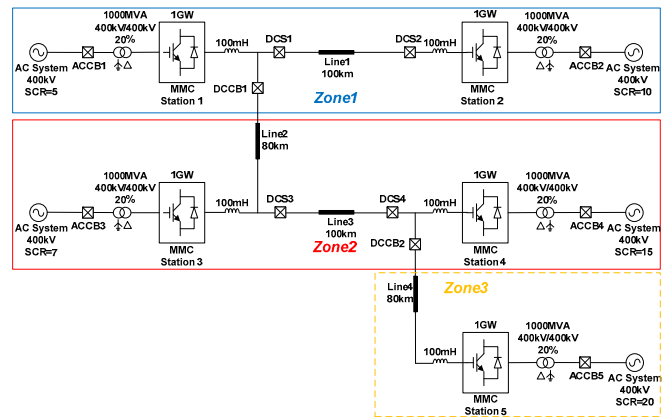 1000MVA
400kV/400kV
20%
1GW
100mH
DCS1
DCS2
100mH
1GW
1000MVA
400kV/400kV
20%
AC System
400kV
SCR=5
ACCB1
MMC
Station 1
DCCB1
Line1
100km
Zone1
MMC
Station 2
ACCB2
AC System
400kV
SCR=10
Line2
80km
1000MVA
400kV/400kV
20%
1GW
100mH
DCS3
DCS4
100mH
1GW
1000MVA
400kV/400kV
20%
AC System
400kV
SCR=7
ACCB3
MMC
Station 3
Line3
100km
Zone2
DCCB2
MMC
Station 4
ACCB4
AC System
400kV
SCR=15
Line4
80km
Zone3
100mH
1GW
1000MVA
400kV/400kV
20%
MMC
Station 5
ACCB5
AC System
400kV
SCR=20